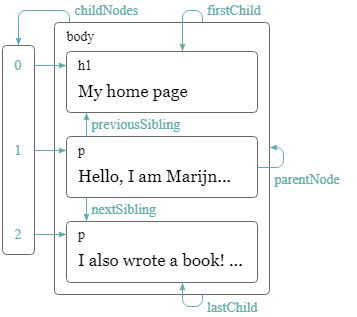 childNodes
firstChild
body
0
h1
My home page
previousSibling
1
p
Hello, I am Marijn...
parentNode
nextSibling
2
p
I also wrote a book! ...
lastChild